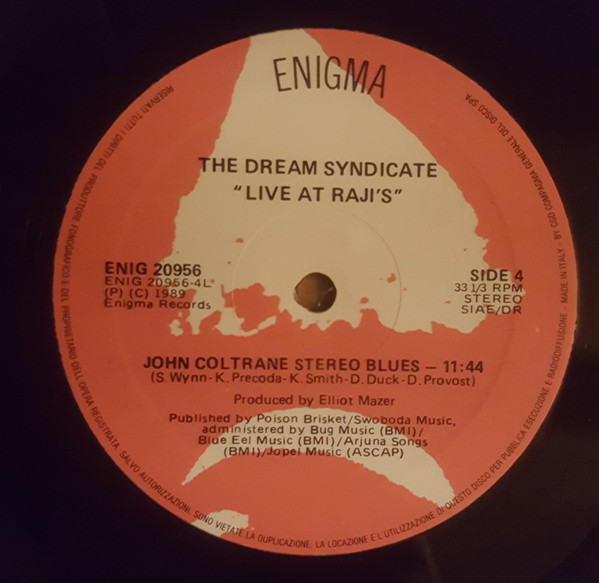 ENIGMA
THE DREAM SYNDICATE
"LIVE AT RAJI'S"
ENIG 20956
ENIG 20956-4L
(P) (C) 1989
Enigma Records
SIDE 4
33 1/3 RPM
STEREO
SIAE/DR
JOHN COLTRANE STEREO BLUES – 11:44
(S. Wynn-K. Precoda-K. Smith-D. Duck-D. Provost)
Produced by Elliot Mazer
Published by Poison Brisket/Swoboda Music,
administered by Bug Music (BMI)/
Blue Eel Music (BMI)/Arjuna Songs
(BMI)/Jopel Music (ASCAP)
RISERVATI TUTTI I DIRITTI DEL PRODUTTORE FONOGRAFICO E DEL PROPRIETARIO DELL'OPERA REGISTRATA. SALVO AUTORIZZAZIONI, SONO VIETATE LA DUPLICAZIONE, LA LOCAZIONE E L'UTILIZZAZIONE DI QUESTO DISCO PER PUBBLICA ESECUZIONE E RADIODIFFUSIONE - MADE IN ITALY - BY CGD COMPAGNIA GENERALE DEL DISCO SPA